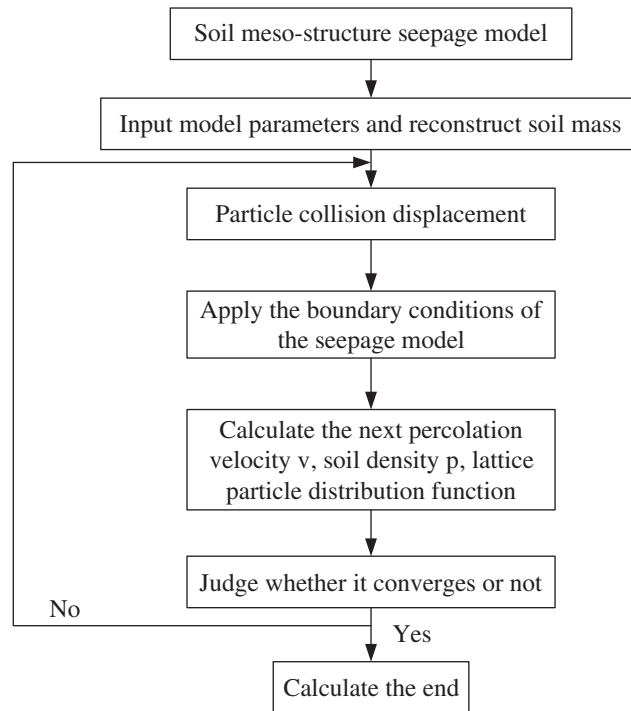 Soil meso-structure seepage model
Input model parameters and reconstruct soil mass
Particle collision displacement
Apply the boundary conditions of
the seepage model
Calculate the next percolation
velocity v, soil density p, lattice
particle distribution function
Judge whether it converges or not
No
Yes
Calculate the end